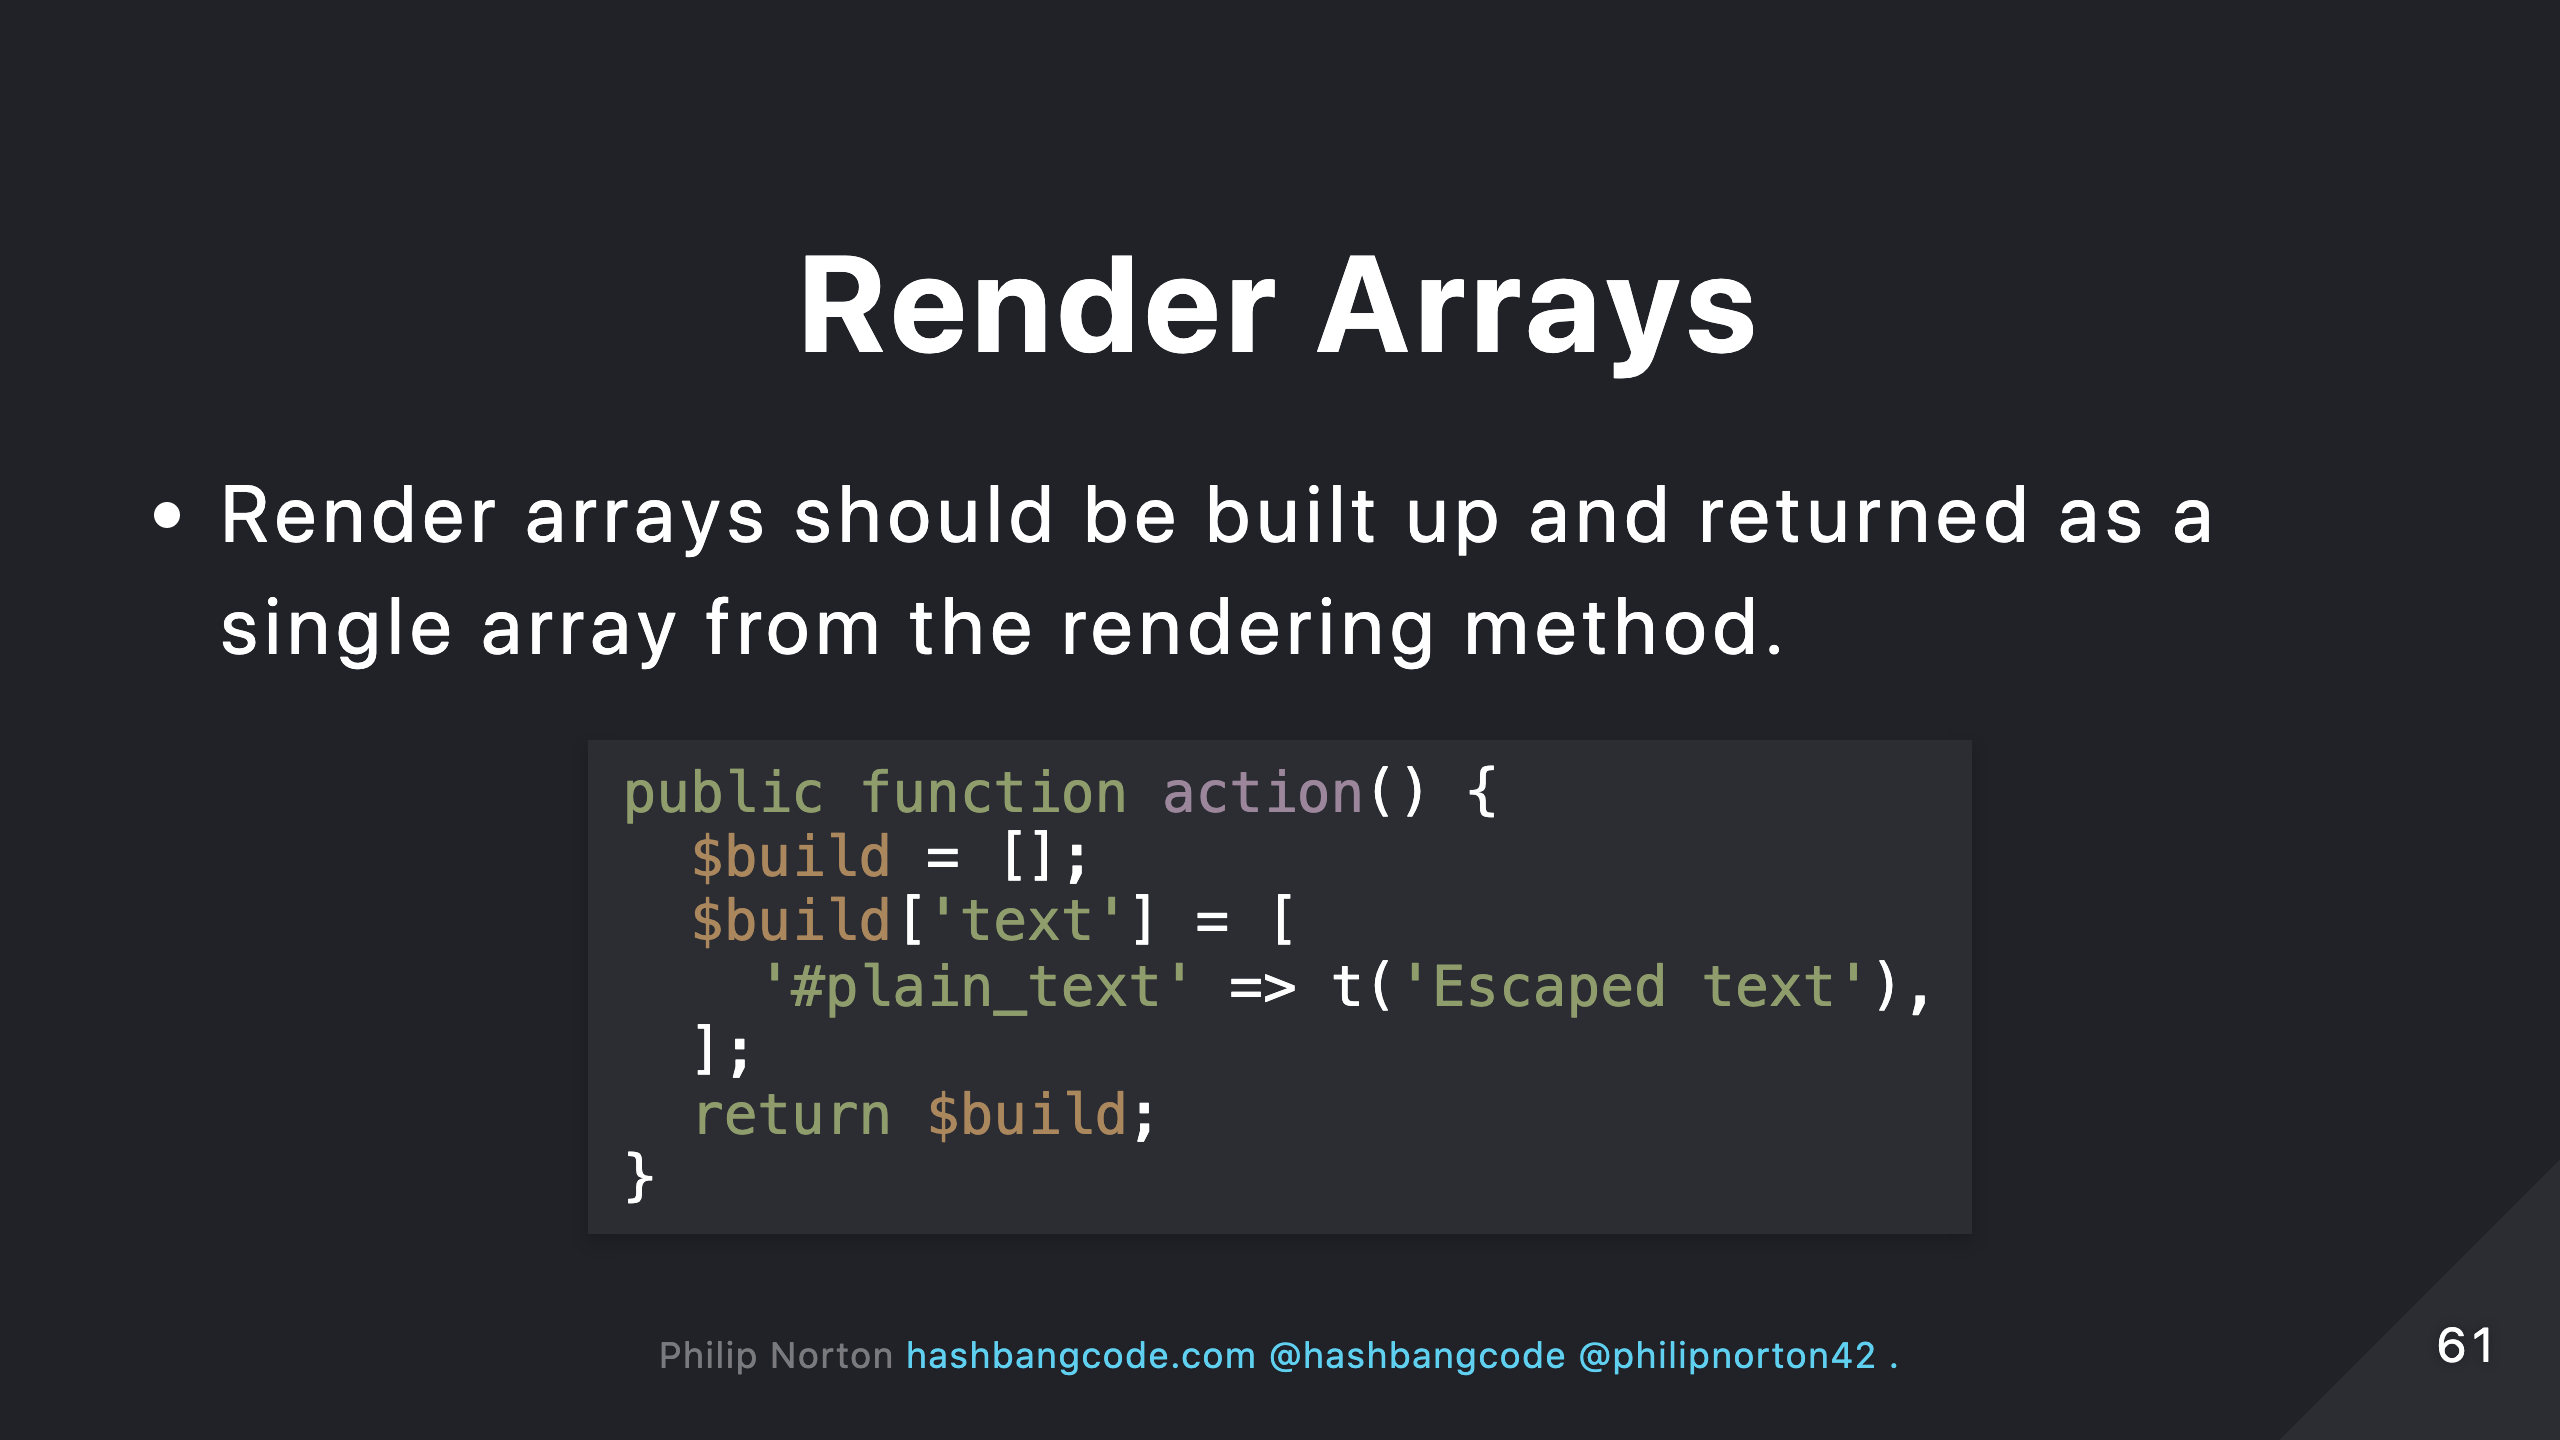 Render Arrays
• Render arrays should be built up and returned as a
single array from the rendering method.
public function action() {
  $build = [];
  $build['text'] = [
    '#plain_text' => t('Escaped text'),
  ];
  return $build;
}
Philip Norton hashbangcode.com @hashbangcode @philipnorton42 .
61